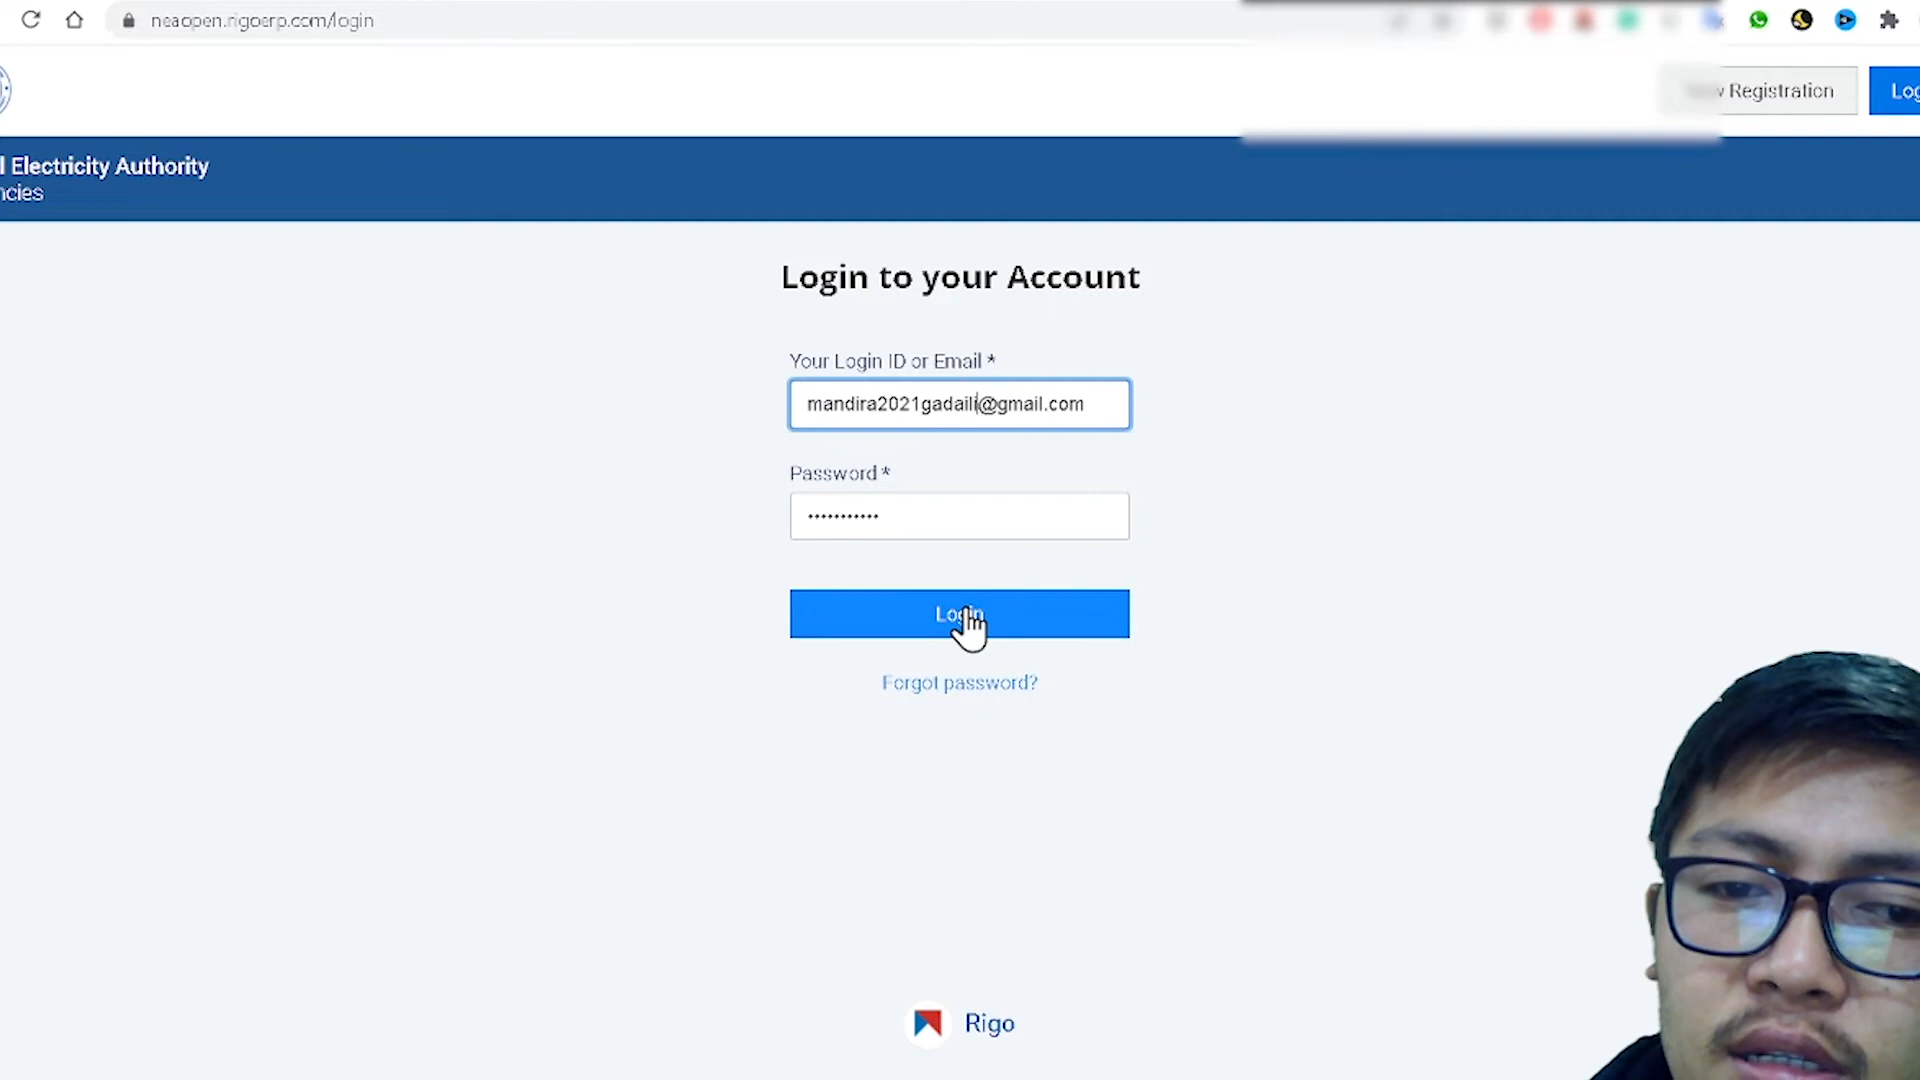 neaopen.rigoerp.com/login
Registration
Log
l Electricity Authority
ncies
Login to your Account
Your Login ID or Email *
mandira2021gadaili@gmail.com
Password *
•••••••••••
Login
Forgot password?
Rigo